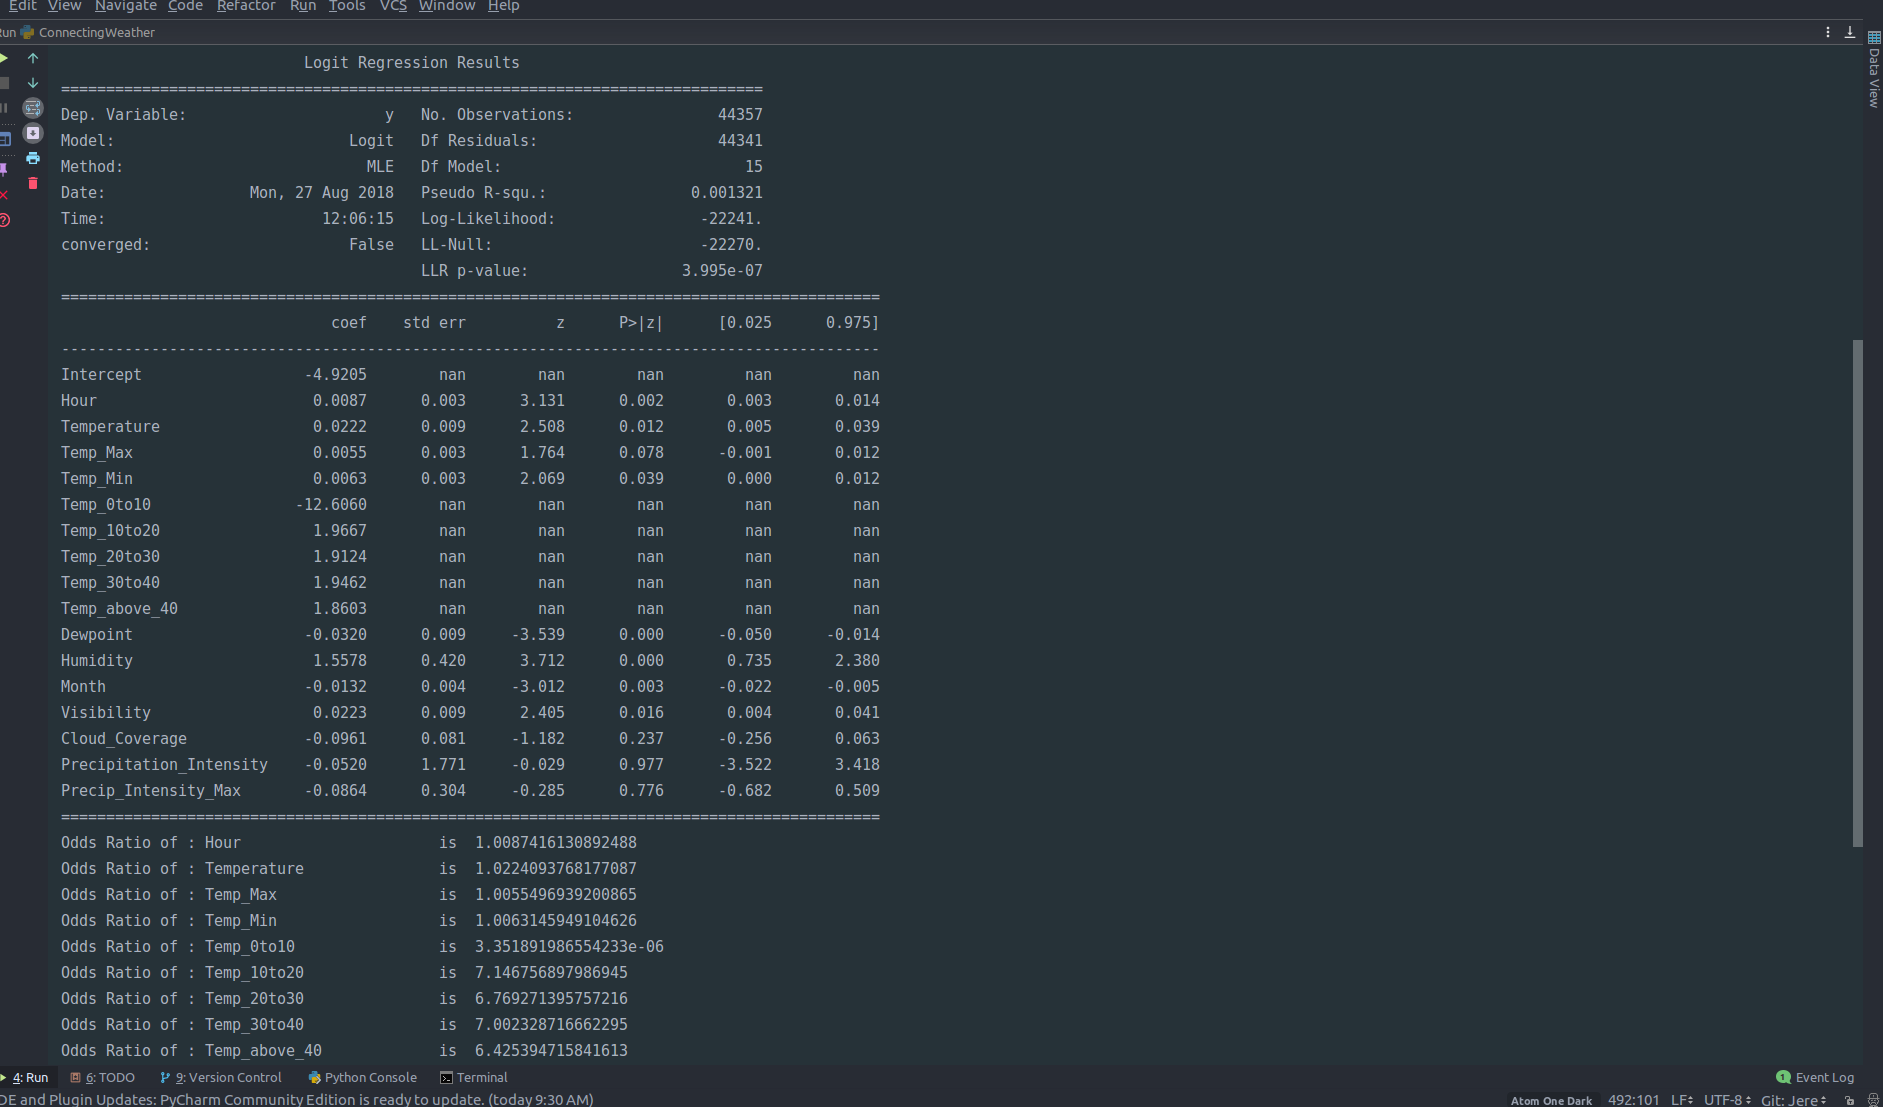 Edit View Navigate Code Refactor Run Tools VCS Window Help
Run ConnectingWeather
Data View
Logit Regression Results
==============================================================================
Dep. Variable: y No. Observations: 44357
Model: Logit Df Residuals: 44341
Method: MLE Df Model: 15
Date: Mon, 27 Aug 2018 Pseudo R-squ.: 0.001321
Time: 12:06:15 Log-Likelihood: -22241.
converged: False LL-Null: -22270.
LLR p-value: 3.995e-07
===========================================================================================
coef std err z P>|z| [0.025 0.975]
-------------------------------------------------------------------------------------------
Intercept -4.9205 nan nan nan nan nan
Hour 0.0087 0.003 3.131 0.002 0.003 0.014
Temperature 0.0222 0.009 2.508 0.012 0.005 0.039
Temp_Max 0.0055 0.003 1.764 0.078 -0.001 0.012
Temp_Min 0.0063 0.003 2.069 0.039 0.000 0.012
Temp_0to10 -12.6060 nan nan nan nan nan
Temp_10to20 1.9667 nan nan nan nan nan
Temp_20to30 1.9124 nan nan nan nan nan
Temp_30to40 1.9462 nan nan nan nan nan
Temp_above_40 1.8603 nan nan nan nan nan
Dewpoint -0.0320 0.009 -3.539 0.000 -0.050 -0.014
Humidity 1.5578 0.420 3.712 0.000 0.735 2.380
Month -0.0132 0.004 -3.012 0.003 -0.022 -0.005
Visibility 0.0223 0.009 2.405 0.016 0.004 0.041
Cloud_Coverage -0.0961 0.081 -1.182 0.237 -0.256 0.063
Precipitation_Intensity -0.0520 1.771 -0.029 0.977 -3.522 3.418
Precip_Intensity_Max -0.0864 0.304 -0.285 0.776 -0.682 0.509
===========================================================================================
Odds Ratio of : Hour is 1.0087416130892488
Odds Ratio of : Temperature is 1.0224093768177087
Odds Ratio of : Temp_Max is 1.0055496939200865
Odds Ratio of : Temp_Min is 1.0063145949104626
Odds Ratio of : Temp_0to10 is 3.351891986554233e-06
Odds Ratio of : Temp_10to20 is 7.146756897986945
Odds Ratio of : Temp_20to30 is 6.769271395757216
Odds Ratio of : Temp_30to40 is 7.002328716662295
Odds Ratio of : Temp_above_40 is 6.425394715841613
4: Run 6: TODO 9: Version Control Python Console Terminal 1 Event Log
DE and Plugin Updates: PyCharm Community Edition is ready to update. (today 9:30 AM) Atom One Dark 492:101 LF UTF-8 Git: Jere